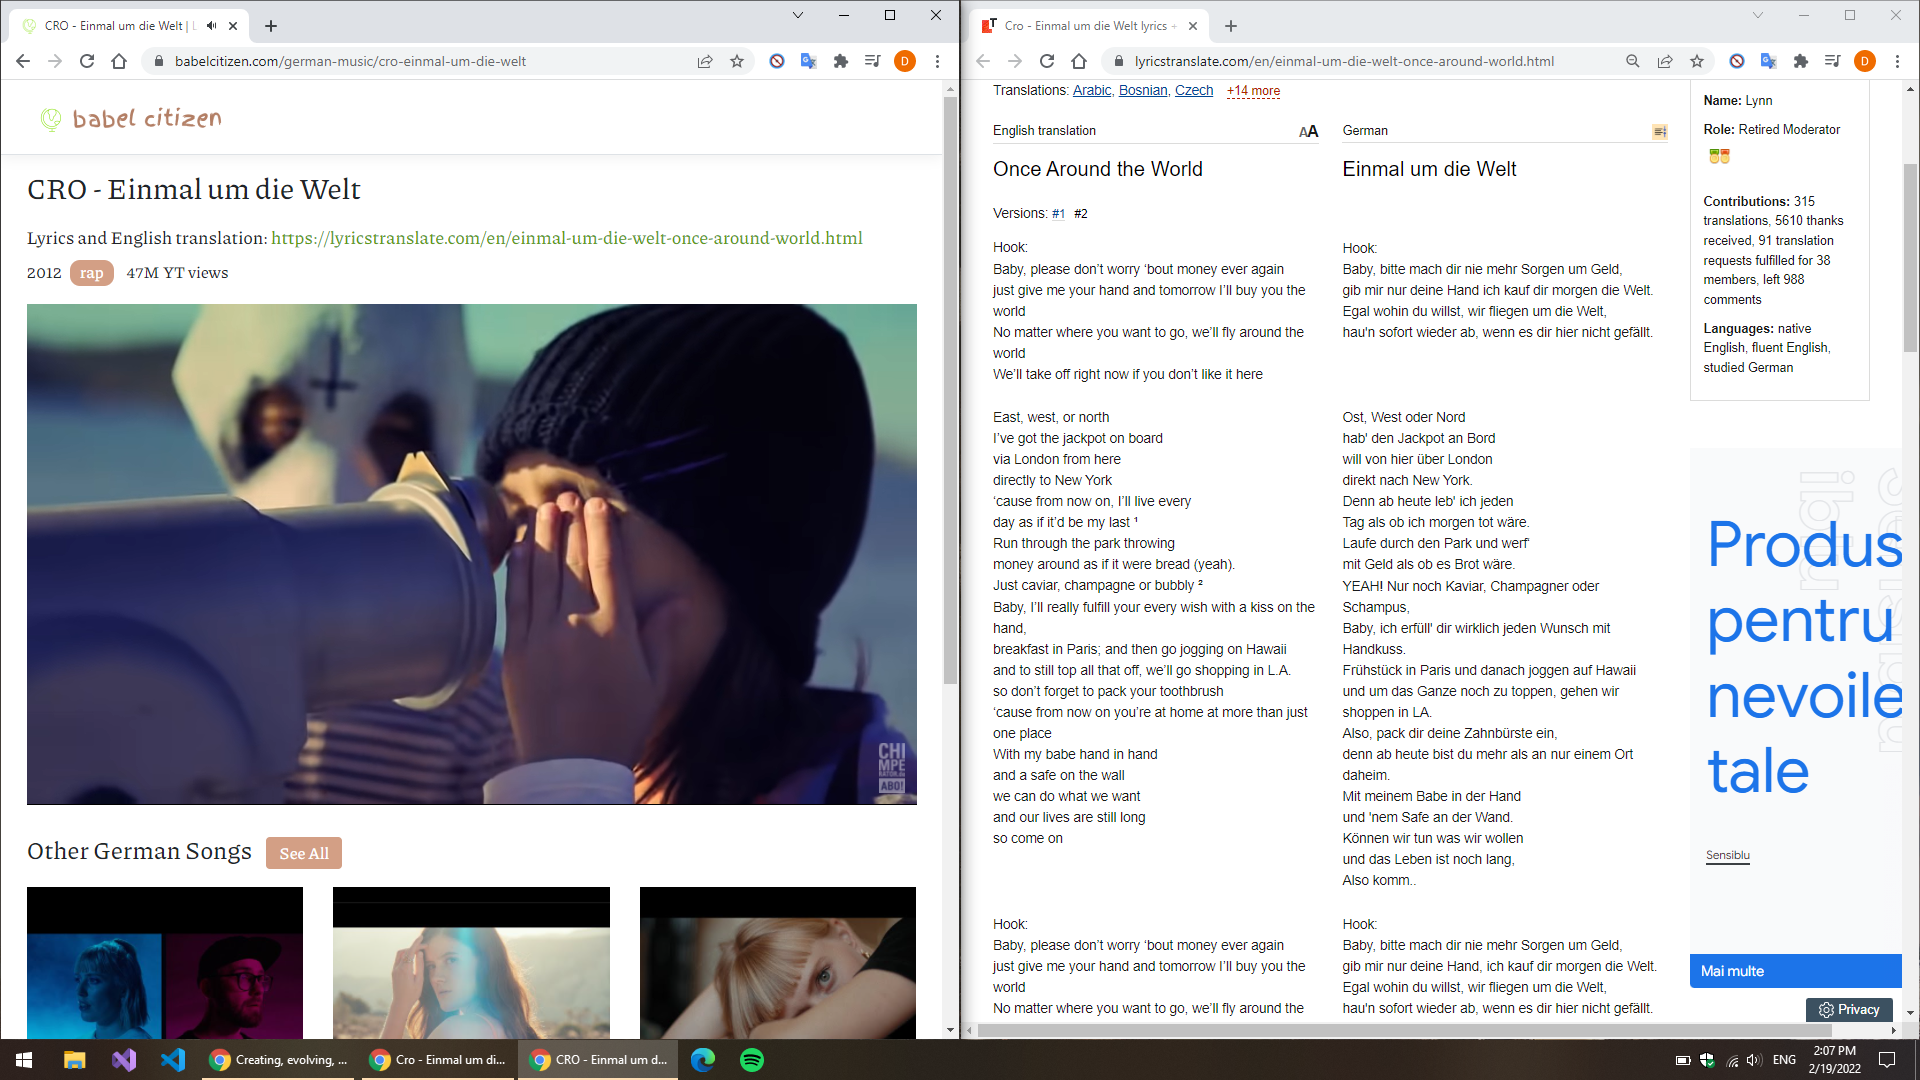 CRO - Einmal um die Welt | L
babelcitizen.com/german-music/cro-einmal-um-die-welt
D
babel citizen
CRO - Einmal um die Welt
Lyrics and English translation: https://lyricstranslate.com/en/einmal-um-die-welt-once-around-world.html
2012 rap 47M YT views
CHI
MPE
ABO!
Other German Songs See All
Cro - Einmal um die Welt lyrics +
lyricstranslate.com/en/einmal-um-die-welt-once-around-world.html
D
Translations: Arabic, Bosnian, Czech +14 more
English translation AA
Once Around the World
Versions: #1 #2
Hook:
Baby, please don’t worry ‘bout money ever again
just give me your hand and tomorrow I’ll buy you the
world
No matter where you want to go, we’ll fly around the
world
We’ll take off right now if you don’t like it here
East, west, or north
I’ve got the jackpot on board
via London from here
directly to New York
‘cause from now on, I’ll live every
day as if it’d be my last ¹
Run through the park throwing
money around as if it were bread (yeah).
Just caviar, champagne or bubbly ²
Baby, I’ll really fulfill your every wish with a kiss on the
hand,
breakfast in Paris; and then go jogging on Hawaii
and to still top all that off, we’ll go shopping in L.A.
so don’t forget to pack your toothbrush
‘cause from now on you’re at home at more than just
one place
With my babe hand in hand
and a safe on the wall
we can do what we want
and our lives are still long
so come on
Hook:
Baby, please don’t worry ‘bout money ever again
just give me your hand and tomorrow I’ll buy you the
world
No matter where you want to go, we’ll fly around the
German
Einmal um die Welt
Hook:
Baby, bitte mach dir nie mehr Sorgen um Geld,
gib mir nur deine Hand ich kauf dir morgen die Welt.
Egal wohin du willst, wir fliegen um die Welt,
hau'n sofort wieder ab, wenn es dir hier nicht gefällt.
Ost, West oder Nord
hab' den Jackpot an Bord
will von hier über London
direkt nach New York.
Denn ab heute leb' ich jeden
Tag als ob ich morgen tot wäre.
Laufe durch den Park und werf'
mit Geld als ob es Brot wäre.
YEAH! Nur noch Kaviar, Champagner oder
Schampus,
Baby, ich erfüll' dir wirklich jeden Wunsch mit
Handkuss.
Frühstück in Paris und danach joggen auf Hawaii
und um das Ganze noch zu toppen, gehen wir
shoppen in LA.
Also, pack dir deine Zahnbürste ein,
denn ab heute bist du mehr als an nur einem Ort
daheim.
Mit meinem Babe in der Hand
und 'nem Safe an der Wand.
Können wir tun was wir wollen
und das Leben ist noch lang,
Also komm..
Hook:
Baby, bitte mach dir nie mehr Sorgen um Geld,
gib mir nur deine Hand, ich kauf dir morgen die Welt.
Egal wohin du willst, wir fliegen um die Welt,
hau'n sofort wieder ab, wenn es dir hier nicht gefällt.
Name: Lynn
Role: Retired Moderator
Contributions: 315
translations, 5610 thanks
received, 91 translation
requests fulfilled for 38
members, left 988
comments
Languages: native
English, fluent English,
studied German
Produs
pentru
nevoile
tale
Sensiblu
Mai multe
Privacy
Creating, evolving, ...
Cro - Einmal um di...
CRO - Einmal um d...
ENG
2:07 PM
2/19/2022